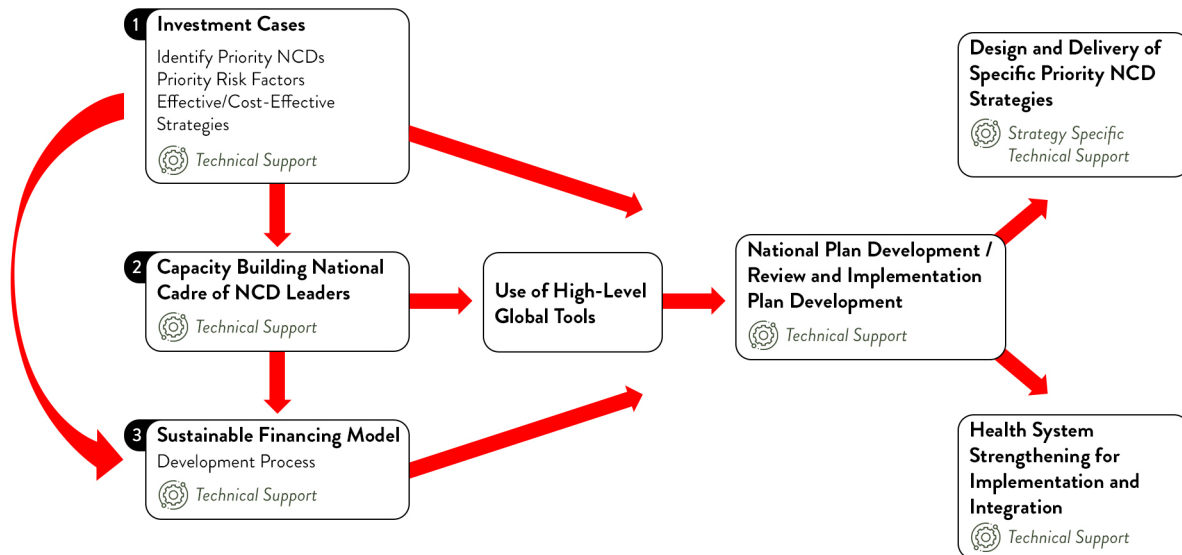 1
Investment Cases
Identify Priority NCDs
Priority Risk Factors
Effective/Cost-Effective
Strategies
Technical Support
2
Capacity Building National
Cadre of NCD Leaders
Technical Support
3
Sustainable Financing Model
Development Process
Technical Support
Use of High-Level
Global Tools
National Plan Development /
Review and Implementation
Plan Development
Technical Support
Design and Delivery of
Specific Priority NCD
Strategies
Strategy Specific
Technical Support
Health System
Strengthening for
Implementation and
Integration
Technical Support